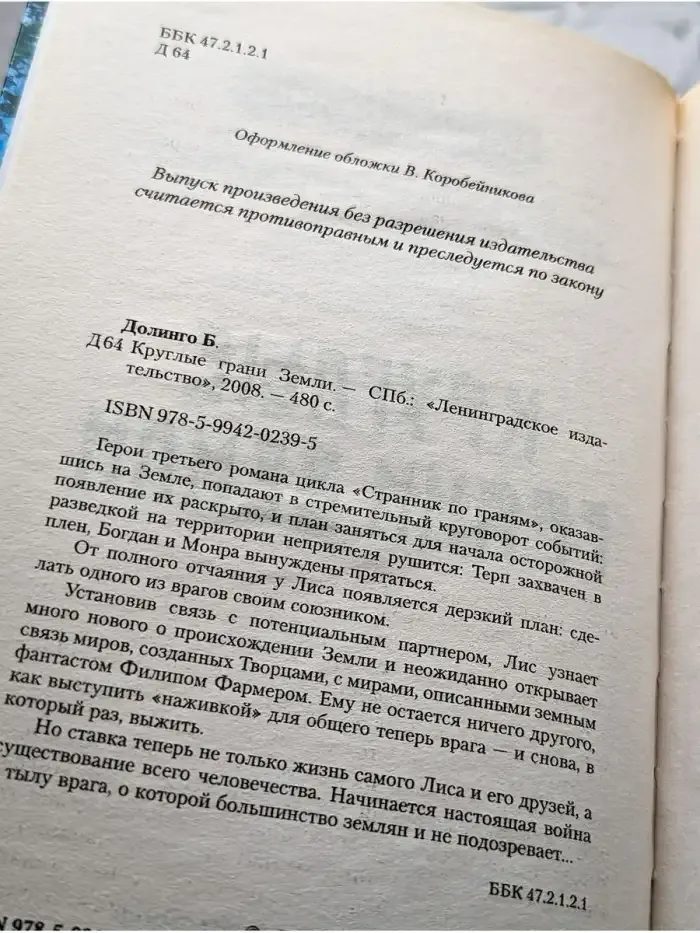 ББК 47.2.1.2.1
Д 64
Оформление обложки В. Коробейникова
Выпуск произведения без разрешения издательства
считается противоправным и преследуется по закону
Долинго Б.
Д64 Круглые грани Земли. — СПб.: «Ленинградское изда-
тельство», 2008. — 480 с.
ISBN 978-5-9942-0239-5
Герои третьего романа цикла «Странник по граням», оказав-
шись на Земле, попадают в стремительный круговорот событий:
появление их раскрыто, и план заняться для начала осторожной
разведкой на территории неприятеля рушится: Терп захвачен в
плен, Богдан и Монра вынуждены прятаться.
От полного отчаяния у Лиса появляется дерзкий план: сде-
лать одного из врагов своим союзником.
Установив связь с потенциальным партнером, Лис узнает
много нового о происхождении Земли и неожиданно открывает
связь миров, созданных Творцами, с мирами, описанными земным
фантастом Филипом Фармером. Ему не остается ничего другого,
как выступить «наживкой» для общего теперь врага — и снова, в
который раз, выжить.
Но ставка теперь не только жизнь самого Лиса и его друзей, а
существование всего человечества. Начинается настоящая война
тылу врага, о которой большинство землян и не подозревает...
ББК 47.2.1.2.1